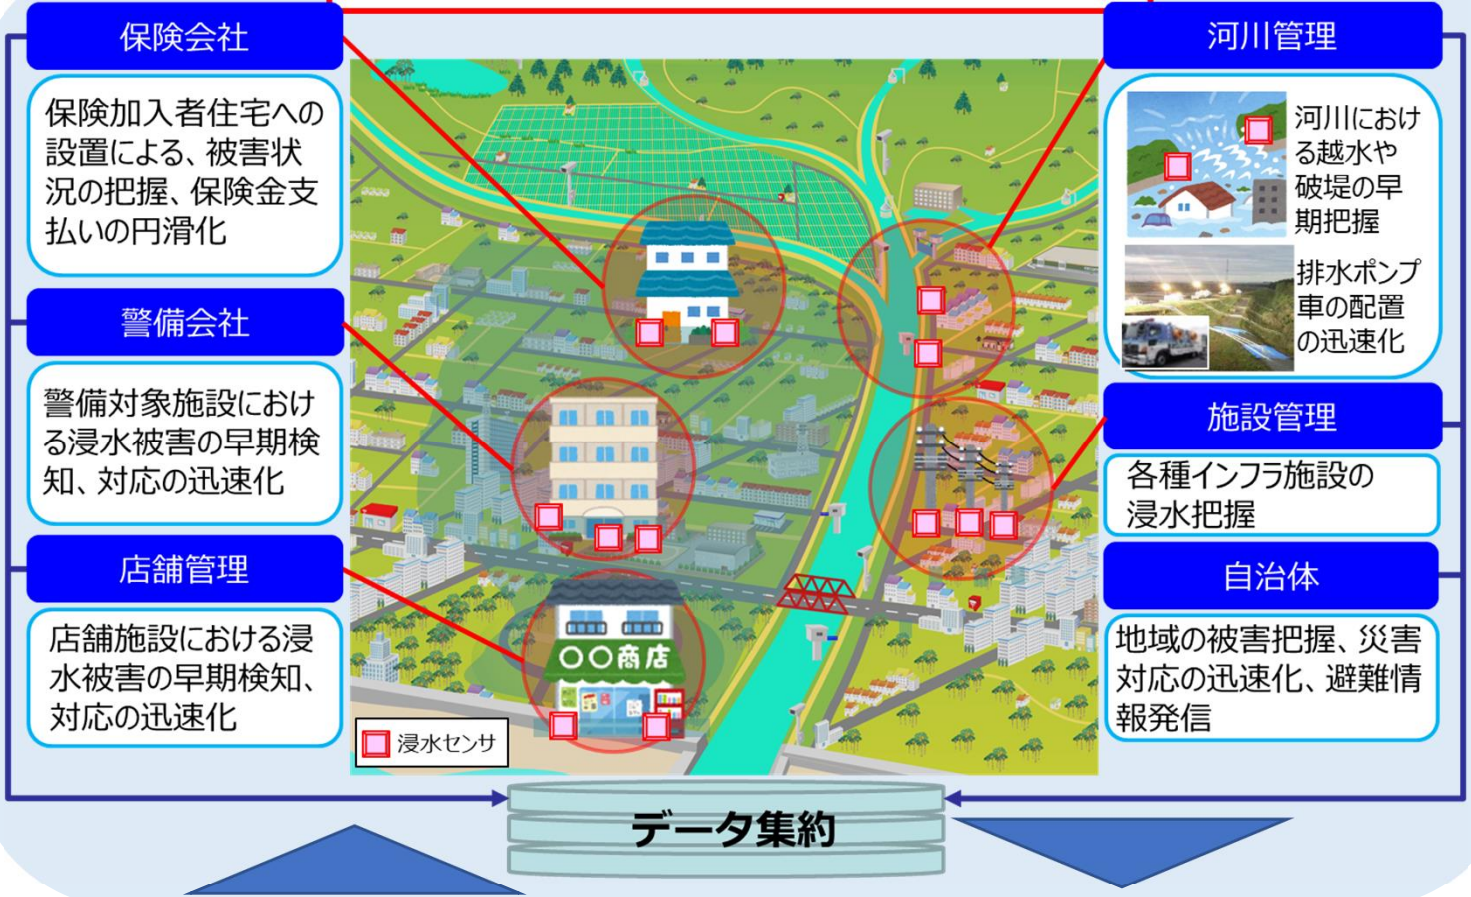 保険会社
保険加入者住宅への
設置による、被害状
況の把握、保険金支
払いの円滑化
警備会社
警備対象施設におけ
る浸水被害の早期検
知、対応の迅速化
店舗管理
店舗施設における浸
水被害の早期検知、
対応の迅速化
〇〇商店
浸水センサ
河川管理
河川におけ
る越水や
破堤の早
期把握
排水ポンプ
車の配置
の迅速化
施設管理
各種インフラ施設の
浸水把握
自治体
地域の被害把握、災害
対応の迅速化、避難情
報発信
データ集約